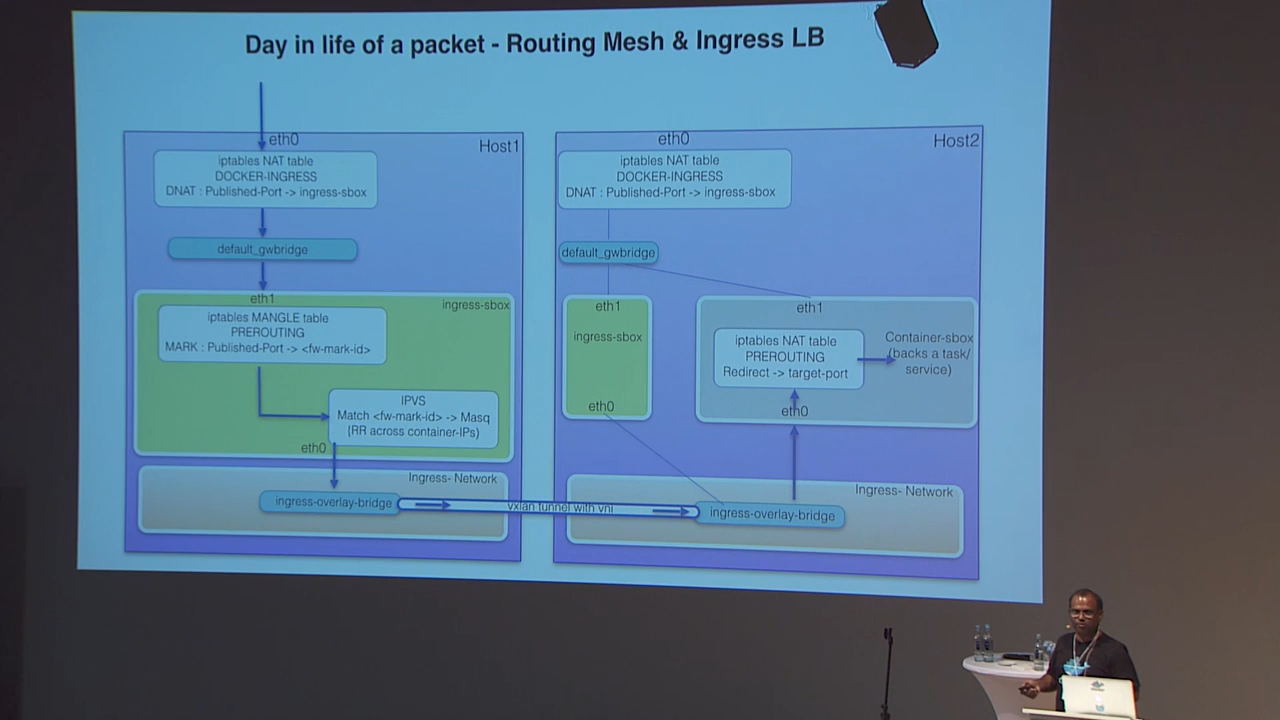 Day in life of a packet - Routing Mesh & Ingress LB
eth0
Host1
iptables NAT table
DOCKER-INGRESS
DNAT : Published-Port -> ingress-sbox
default_gwbridge
eth1
ingress-sbox
iptables MANGLE table
PREROUTING
MARK : Published-Port -> <fw-mark-id>
IPVS
Match <fw-mark-id> -> Masq
(RR across container-IPs)
eth0
Ingress- Network
ingress-overlay-bridge
vxlan tunnel with vni
eth0
Host2
iptables NAT table
DOCKER-INGRESS
DNAT : Published-Port -> ingress-sbox
default_gwbridge
eth1
ingress-sbox
eth0
eth1
iptables NAT table
PREROUTING
Redirect -> target-port
Container-sbox
(backs a task/
service)
eth0
Ingress- Network
ingress-overlay-bridge